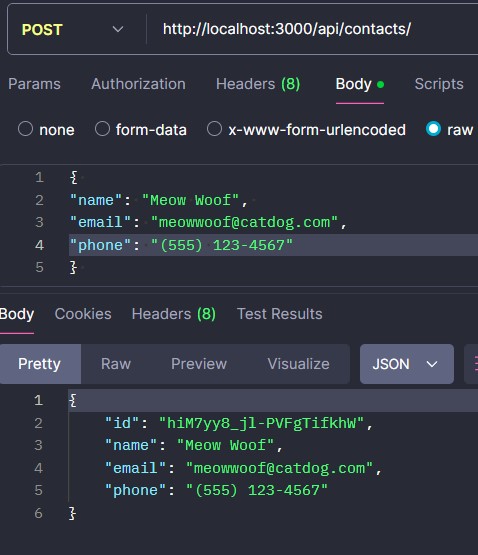 POST http://localhost:3000/api/contacts/
Params Authorization Headers (8) Body Scripts
none form-data x-www-form-urlencoded raw
1 {
2 "name": "Meow Woof",
3 "email": "meowwoof@catdog.com",
4 "phone": "(555) 123-4567"
5 }
Body Cookies Headers (8) Test Results
Pretty Raw Preview Visualize JSON
1 {
2 "id": "hiM7yy8_jl-PVFgTifkhW",
3 "name": "Meow Woof",
4 "email": "meowwoof@catdog.com",
5 "phone": "(555) 123-4567"
6 }